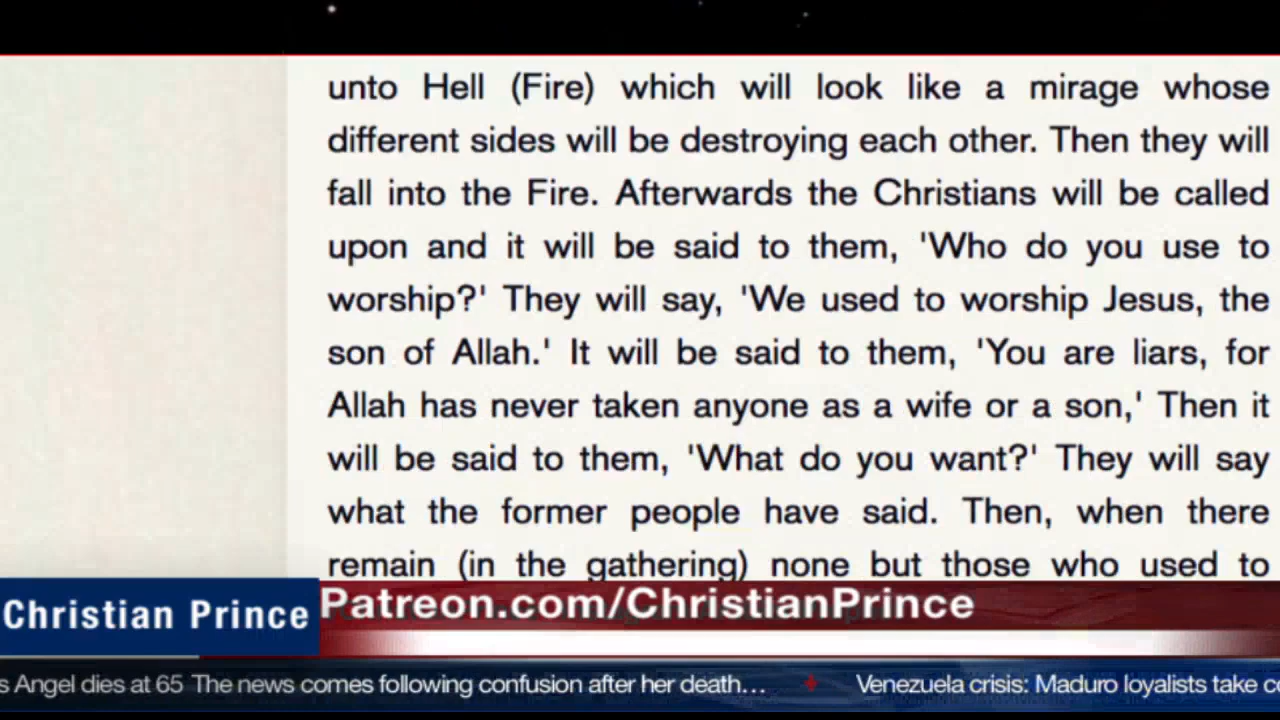 unto Hell (Fire) which will look like a mirage whose
different sides will be destroying each other. Then they will
fall into the Fire. Afterwards the Christians will be called
upon and it will be said to them, 'Who do you use to
worship?' They will say, 'We used to worship Jesus, the
son of Allah.' It will be said to them, 'You are liars, for
Allah has never taken anyone as a wife or a son,' Then it
will be said to them, 'What do you want?' They will say
what the former people have said. Then, when there
remain (in the gathering) none but those who used to
Christian Prince
Patreon.com/ChristianPrince
s Angel dies at 65 The news comes following confusion after her death… Venezuela crisis: Maduro loyalists take co